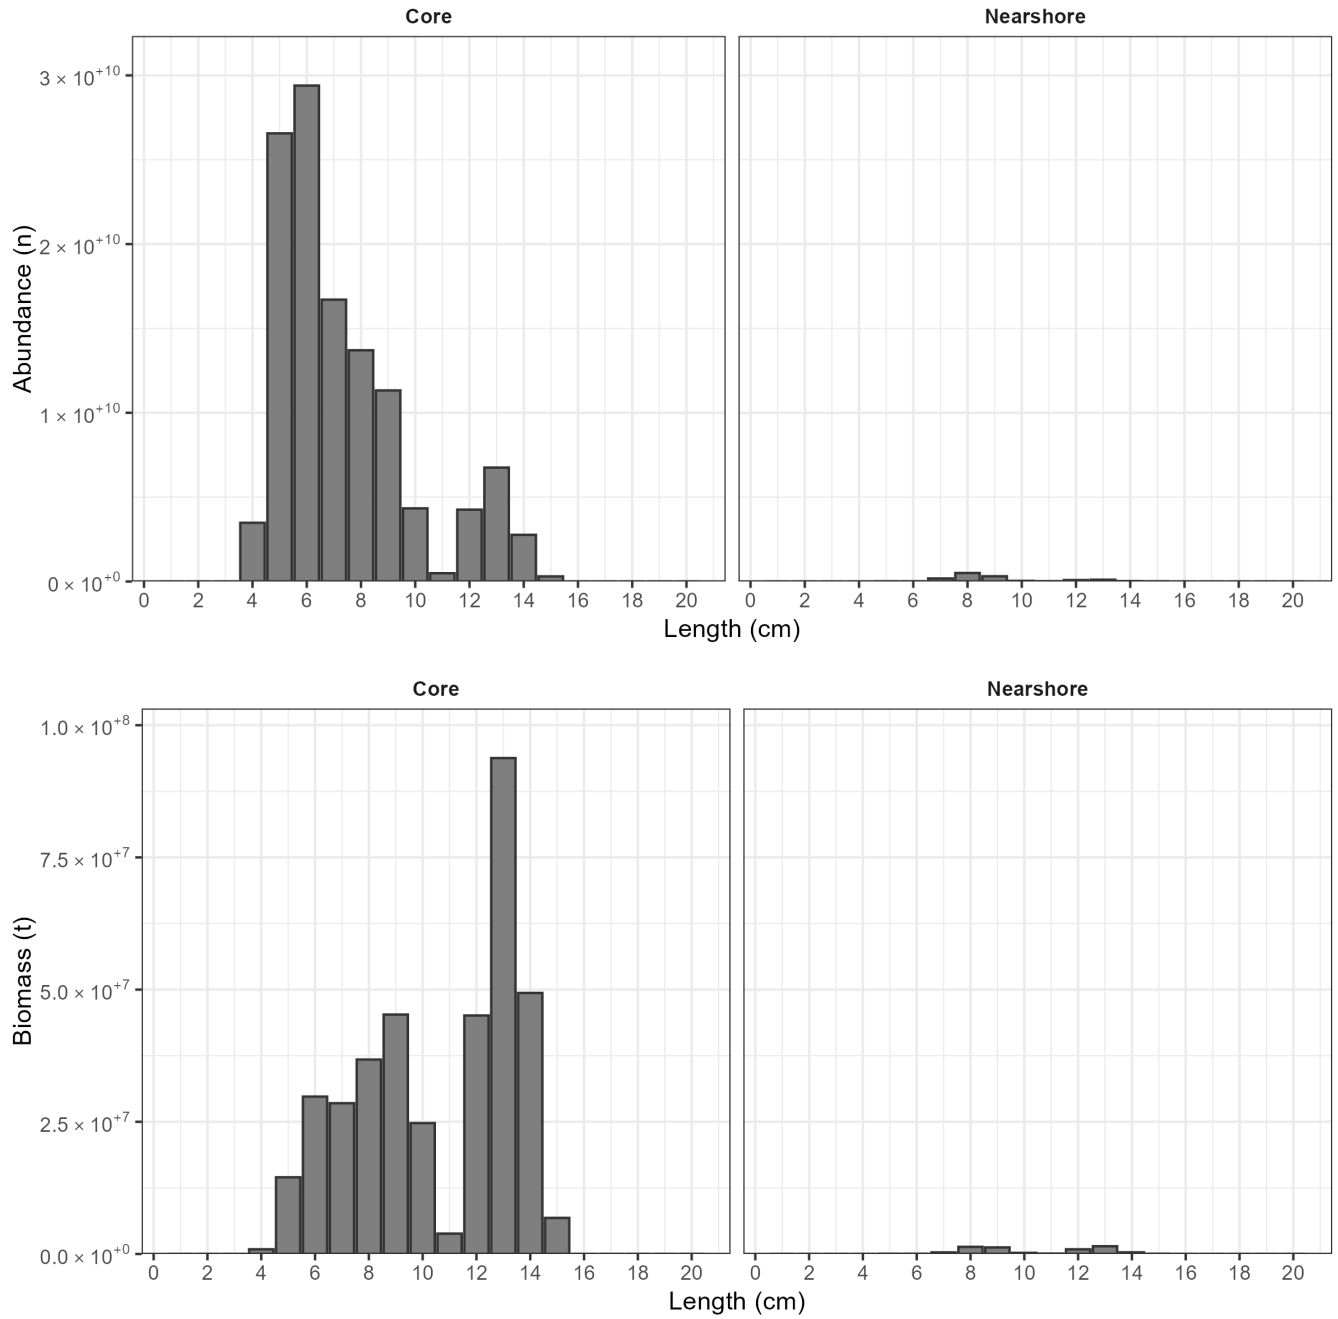 Core Nearshore
3 × 10⁺¹⁰
2 × 10⁺¹⁰
1 × 10⁺¹⁰
0 × 10⁺⁰
Abundance (n)
0 2 4 6 8 10 12 14 16 18 20 0 2 4 6 8 10 12 14 16 18 20
Length (cm)
Core Nearshore
1.0 × 10⁺⁸
7.5 × 10⁺⁷
5.0 × 10⁺⁷
2.5 × 10⁺⁷
0.0 × 10⁺⁰
Biomass (t)
0 2 4 6 8 10 12 14 16 18 20 0 2 4 6 8 10 12 14 16 18 20
Length (cm)